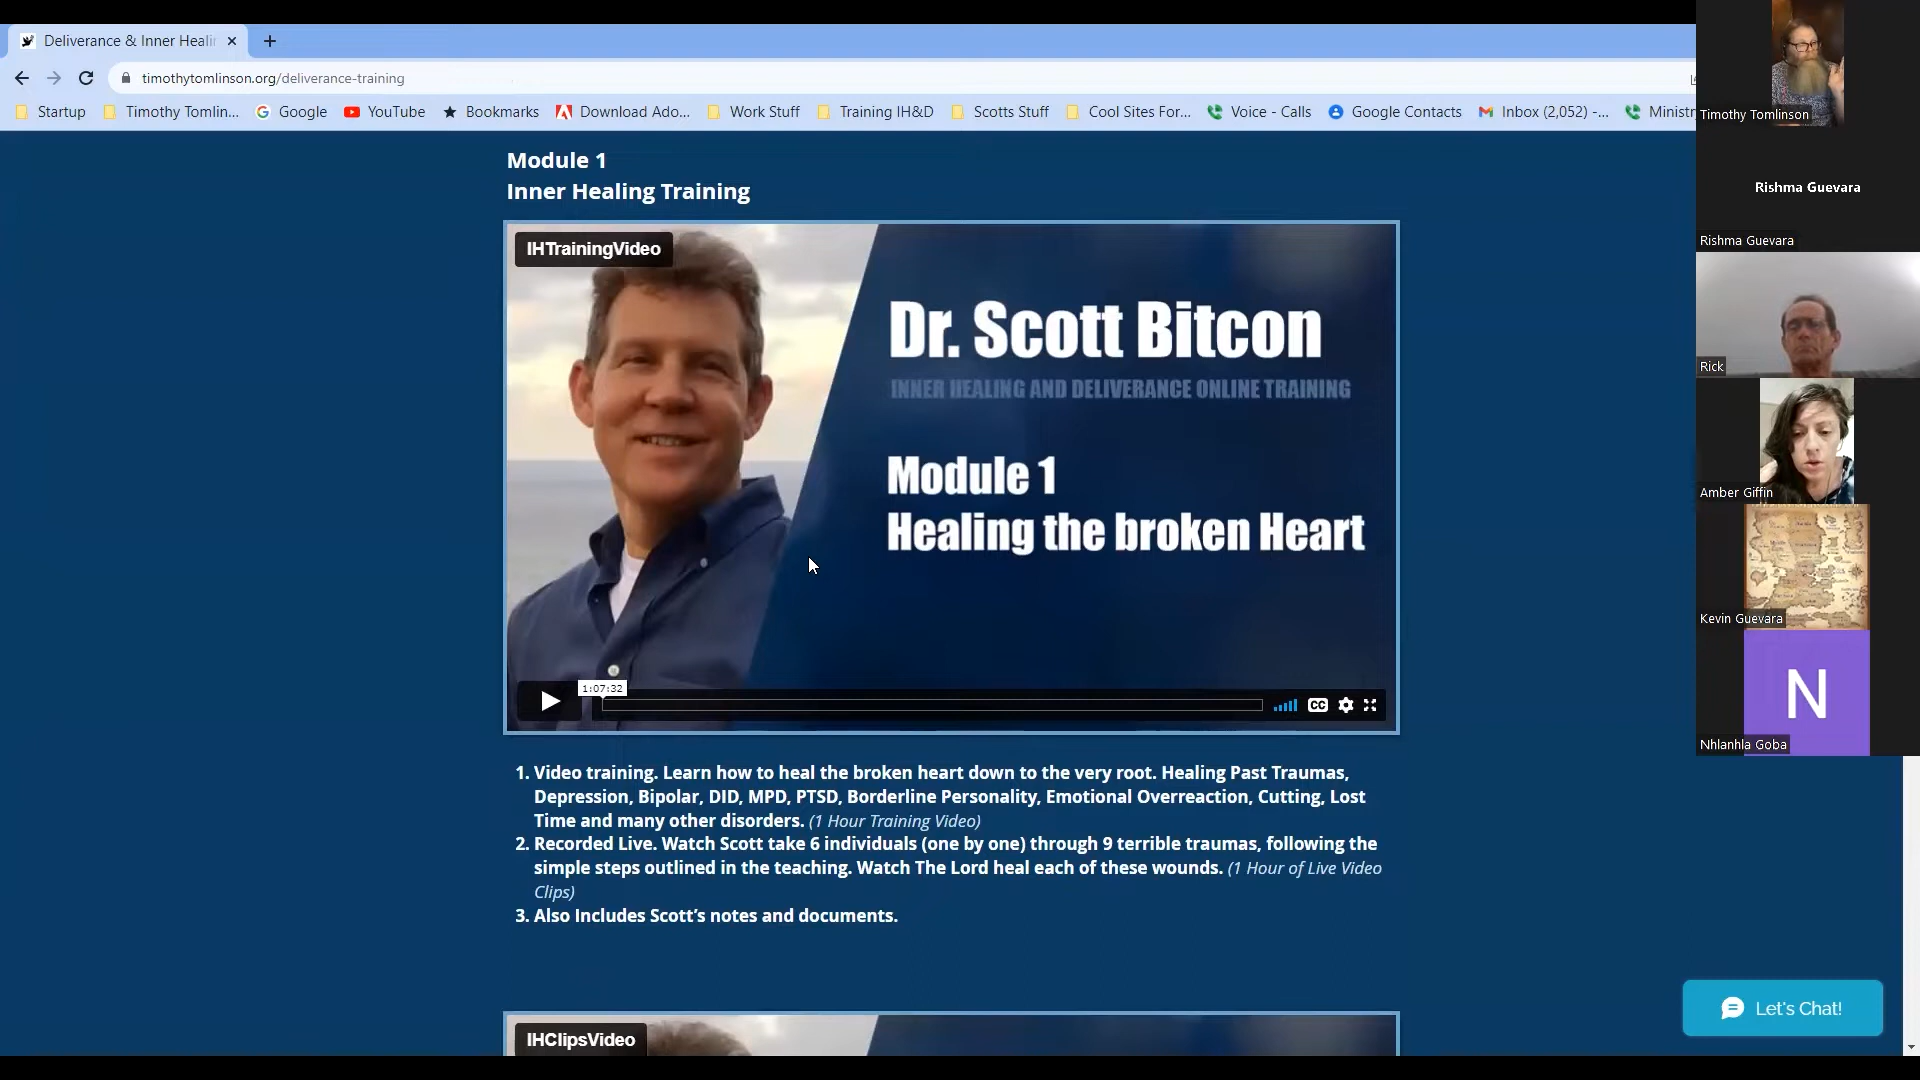 Deliverance & Inner Heali
timothytomlinson.org/deliverance-training
Startup
Timothy Tomlin...
Google
YouTube
Bookmarks
Download Ado...
Work Stuff
Training IH&D
Scotts Stuff
Cool Sites For...
Voice - Calls
Google Contacts
Inbox (2,052) -...
Ministr
Module 1
Inner Healing Training
IHTrainingVideo
Dr. Scott Bitcon
INNER HEALING AND DELIVERANCE ONLINE TRAINING
Module 1
Healing the broken Heart
1:07:32
CC
1. Video training. Learn how to heal the broken heart down to the very root. Healing Past Traumas,
Depression, Bipolar, DID, MPD, PTSD, Borderline Personality, Emotional Overreaction, Cutting, Lost
Time and many other disorders. (1 Hour Training Video)
2. Recorded Live. Watch Scott take 6 individuals (one by one) through 9 terrible traumas, following the
simple steps outlined in the teaching. Watch The Lord heal each of these wounds. (1 Hour of Live Video
Clips)
3. Also Includes Scott’s notes and documents.
IHClipsVideo
Let's Chat!
Timothy Tomlinson
Rishma Guevara
Rishma Guevara
Rick
Amber Giffin
Kevin Guevara
N
Nhlanhla Goba